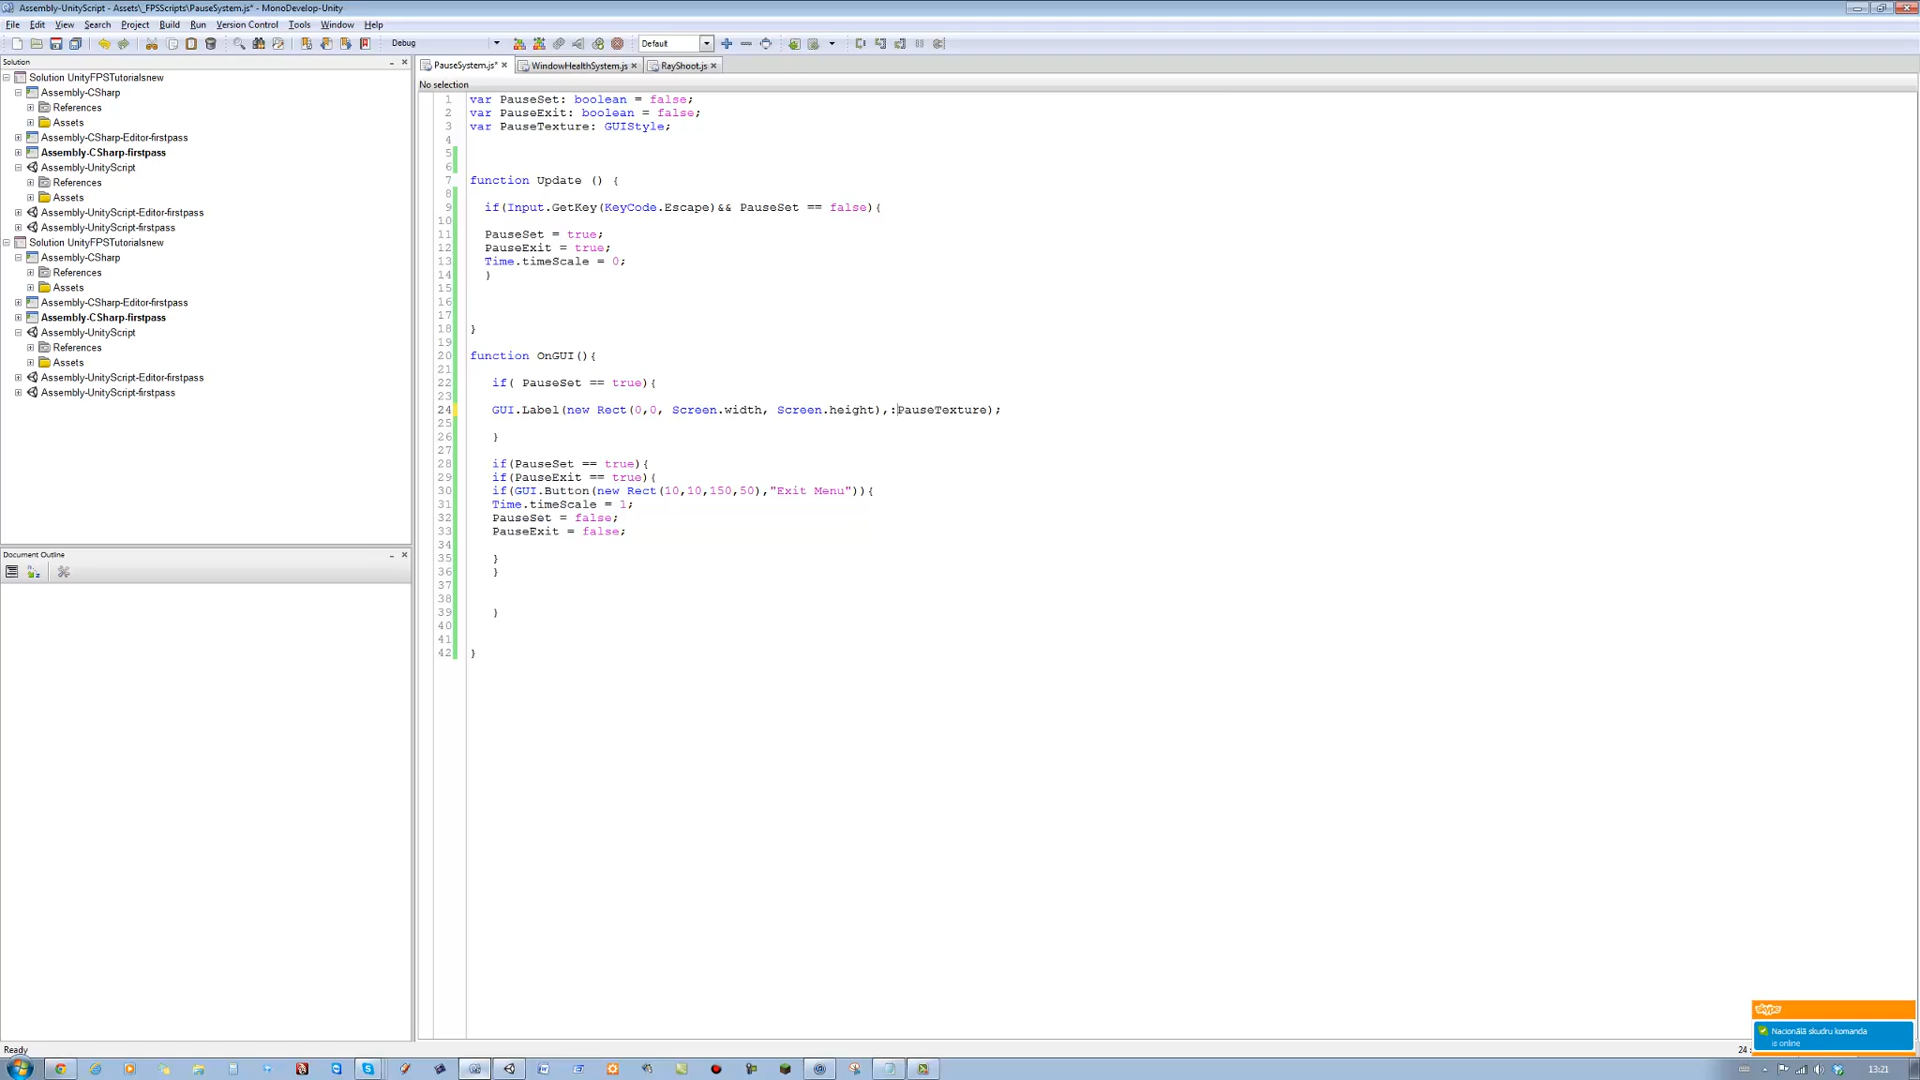 Assembly-UnityScript - Assets\_FPSScripts\PauseSystem.js* - MonoDevelop-Unity
File Edit View Search Project Build Run Version Control Tools Window Help
Debug
Default
Solution
Solution UnityFPSTutorialsnew
Assembly-CSharp
References
Assets
Assembly-CSharp-Editor-firstpass
Assembly-CSharp-firstpass
Assembly-UnityScript
References
Assets
Assembly-UnityScript-Editor-firstpass
Assembly-UnityScript-firstpass
Solution UnityFPSTutorialsnew
Assembly-CSharp
References
Assets
Assembly-CSharp-Editor-firstpass
Assembly-CSharp-firstpass
Assembly-UnityScript
References
Assets
Assembly-UnityScript-Editor-firstpass
Assembly-UnityScript-firstpass
Document Outline
PauseSystem.js* WindowHealthSystem.js RayShoot.js
No selection
1 var PauseSet: boolean = false;
2 var PauseExit: boolean = false;
3 var PauseTexture: GUIStyle;
4
5
6
7 function Update () {
8
9 if(Input.GetKey(KeyCode.Escape)&& PauseSet == false){
10
11 PauseSet = true;
12 PauseExit = true;
13 Time.timeScale = 0;
14 }
15
16
17
18 }
19
20 function OnGUI(){
21
22 if( PauseSet == true){
23
24 GUI.Label(new Rect(0,0, Screen.width, Screen.height),:PauseTexture);
25
26 }
27
28 if(PauseSet == true){
29 if(PauseExit == true){
30 if(GUI.Button(new Rect(10,10,150,50),"Exit Menu")){
31 Time.timeScale = 1;
32 PauseSet = false;
33 PauseExit = false;
34
35 }
36 }
37
38
39 }
40
41
42 }
skype
Nacionālā skudru komanda
is online
Ready
24 :
13:21